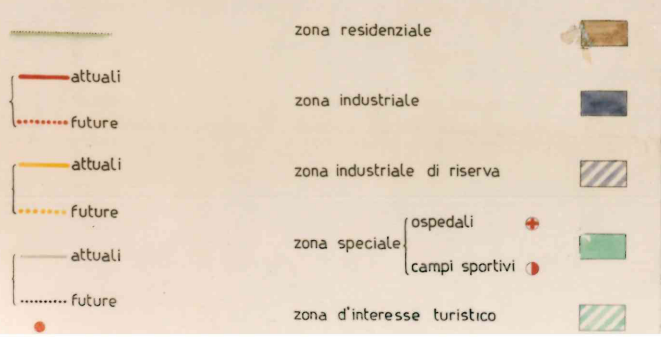 attuali
future
attuali
future
attuali
future
zona residenziale
zona industriale
zona industriale di riserva
zona speciale
ospedali
campi sportivi
zona d'interesse turistico